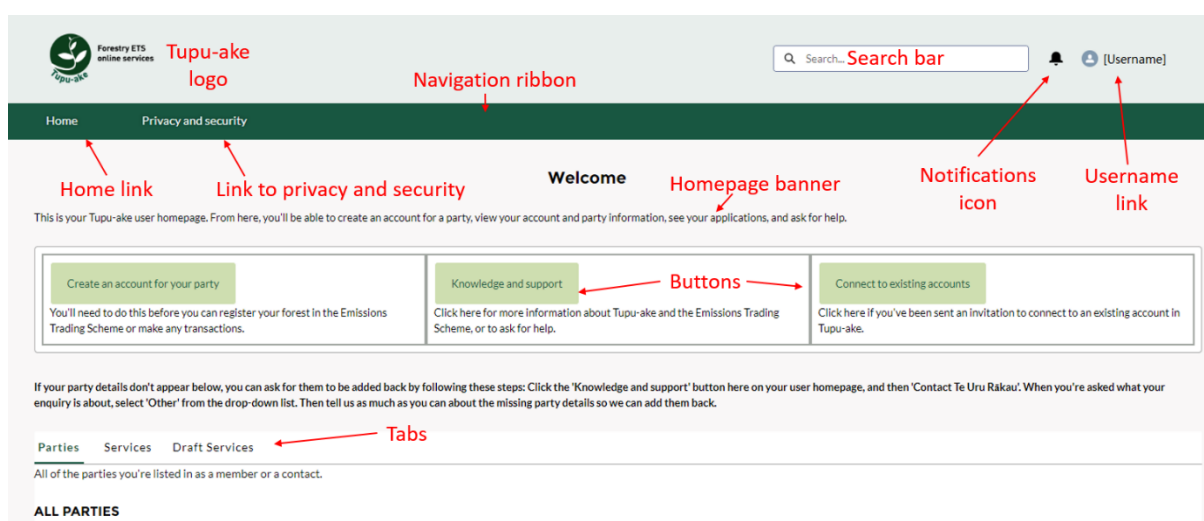 Forestry ETS
online services
Tupu-ake
Tupu-ake
logo
Search... Search bar
[Username]
Navigation ribbon
Home Privacy and security
Home link
Link to privacy and security
Welcome
Homepage banner
Notifications
icon
Username
link
This is your Tupu-ake user homepage. From here, you'll be able to create an account for a party, view your account and party information, see your applications, and ask for help.
Create an account for your party
You'll need to do this before you can register your forest in the Emissions
Trading Scheme or make any transactions.
Knowledge and support
Click here for more information about Tupu-ake and the Emissions Trading
Scheme, or to ask for help.
Buttons
Connect to existing accounts
Click here if you've been sent an invitation to connect to an existing account in
Tupu-ake.
If your party details don't appear below, you can ask for them to be added back by following these steps: Click the 'Knowledge and support' button here on your user homepage, and then 'Contact Te Uru Rākau'. When you're asked what your
enquiry is about, select 'Other' from the drop-down list. Then tell us as much as you can about the missing party details so we can add them back.
Parties Services Draft Services
Tabs
All of the parties you're listed in as a member or a contact.
ALL PARTIES